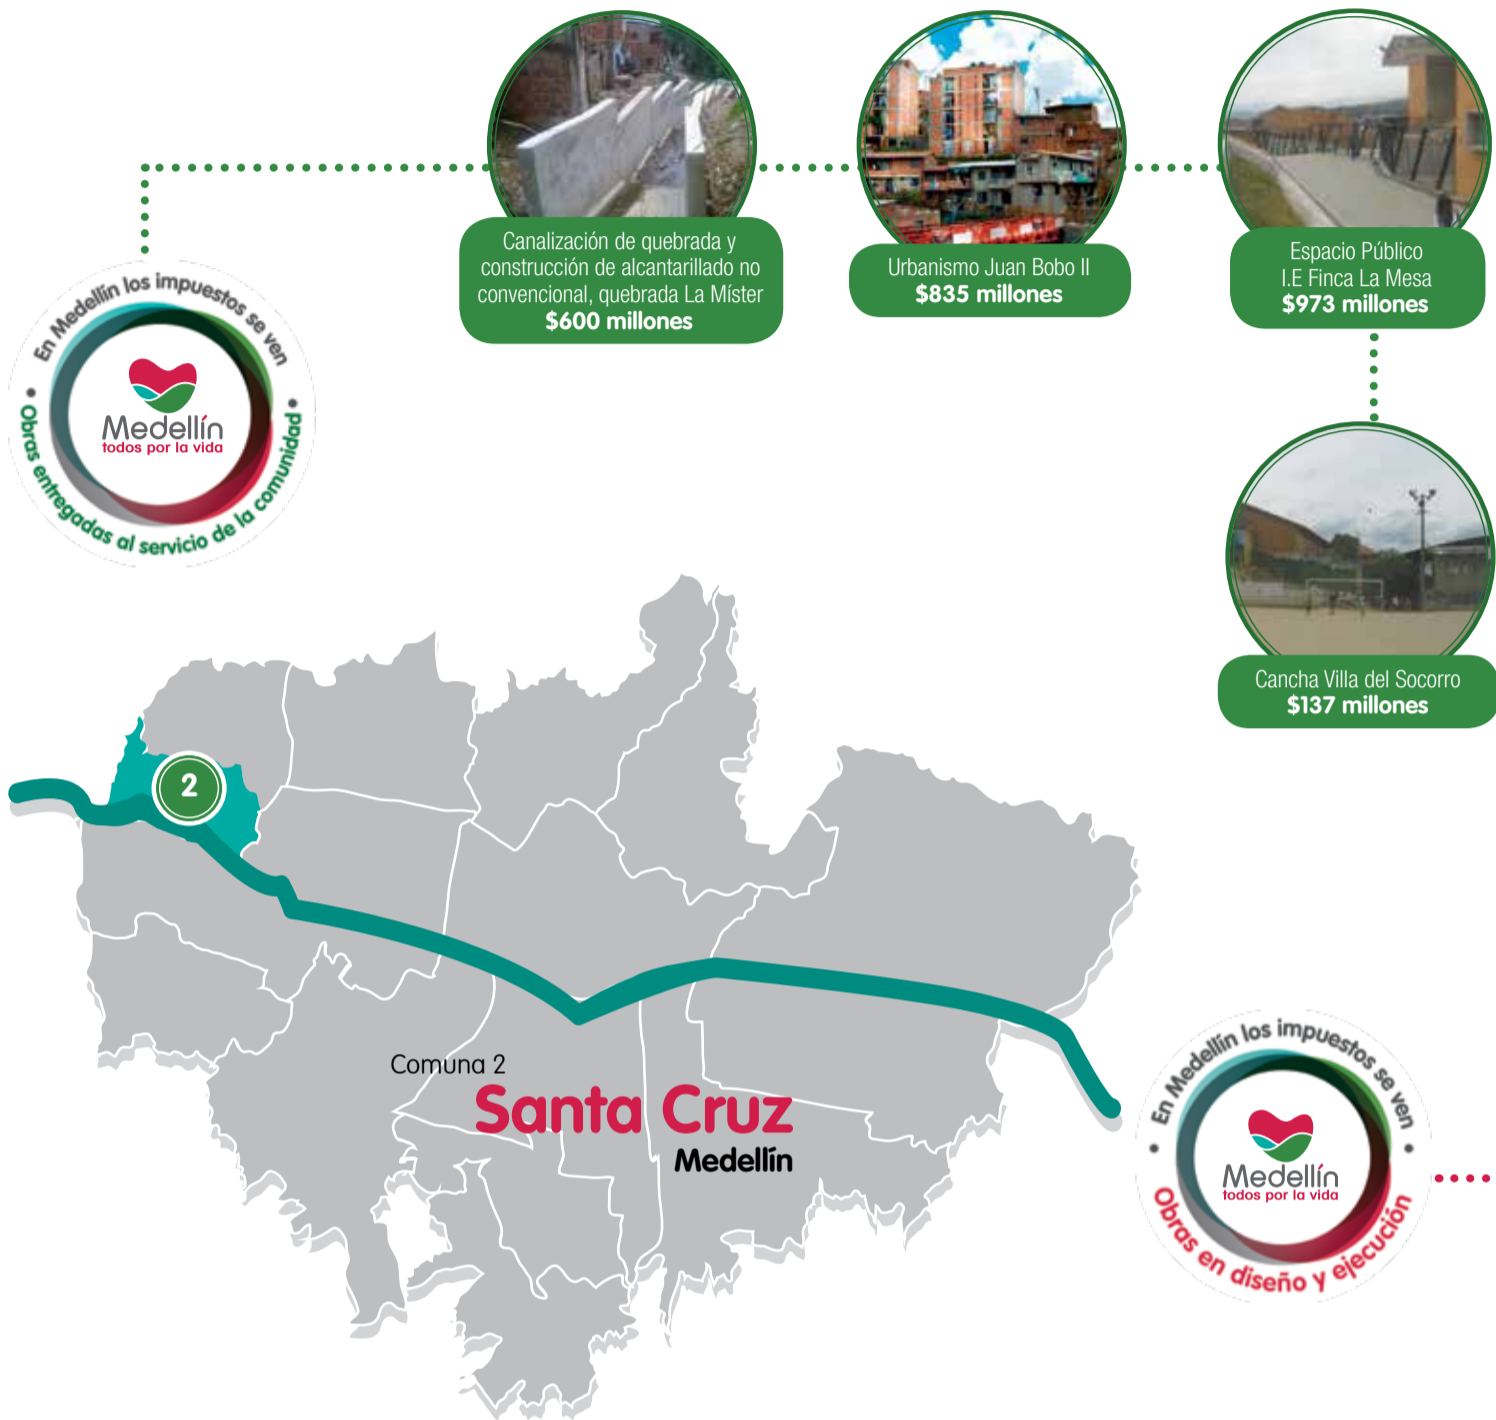 Canalización de quebrada y
construcción de alcantarillado no
convencional, quebrada La Míster
$600 millones
Urbanismo Juan Bobo II
$835 millones
Espacio Público
I.E Finca La Mesa
$973 millones
En Medellín los impuestos se ven
Medellín
todos por la vida
• Obras entregadas al servicio de la comunidad •
Cancha Villa del Socorro
$137 millones
2
Comuna 2
Santa Cruz
Medellín
• En Medellín los impuestos se ven •
Medellín
todos por la vida
Obras en diseño y ejecución